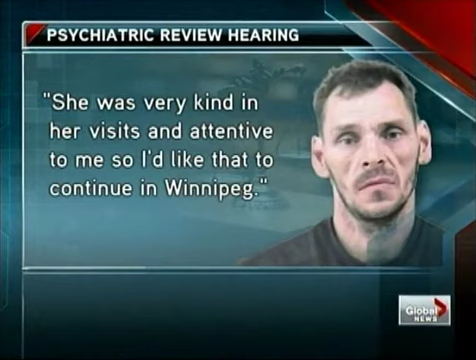 PSYCHIATRIC REVIEW HEARING
"She was very kind in
her visits and attentive
to me so I'd like that to
continue in Winnipeg."
Global
NEWS